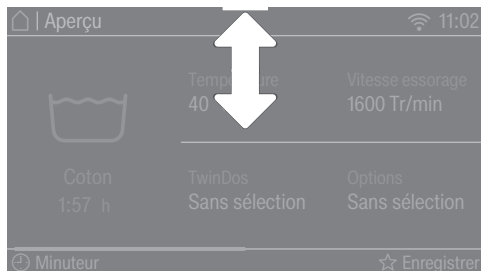 Aperçu
11:02
Température
Vitesse essorage
40
1600 Tr/min
Coton
1:57 h
TwinDos
Options
Sans sélection
Sans sélection
Minuteur
Enregistrer